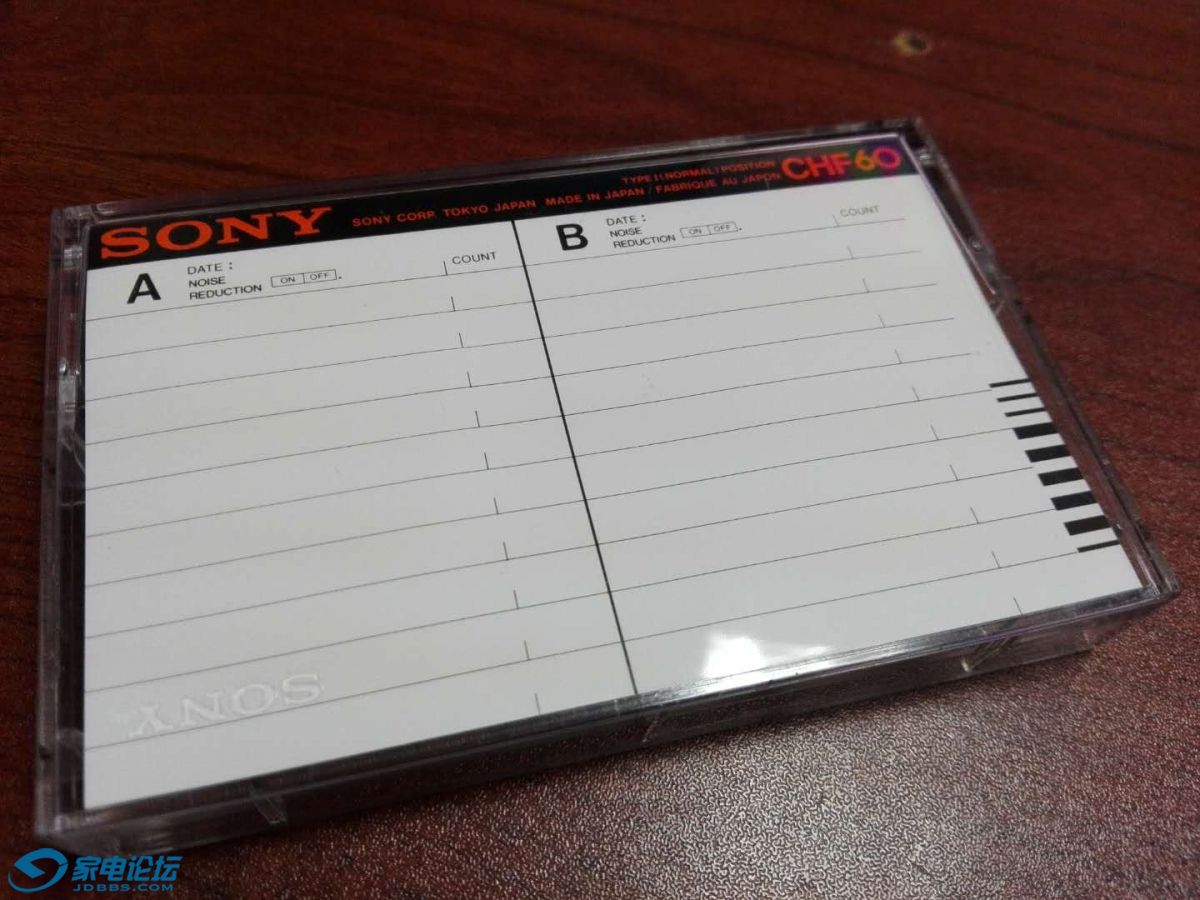 SONY SONY CORP. TOKYO JAPAN MADE IN JAPAN / FABRIQUE AU JAPON
TYPE I (NORMAL) POSITION
CHF60
A
DATE :
NOISE
REDUCTION ON OFF
COUNT
B
DATE :
NOISE
REDUCTION ON OFF
COUNT
SONY
家电论坛
JDBBS.COM